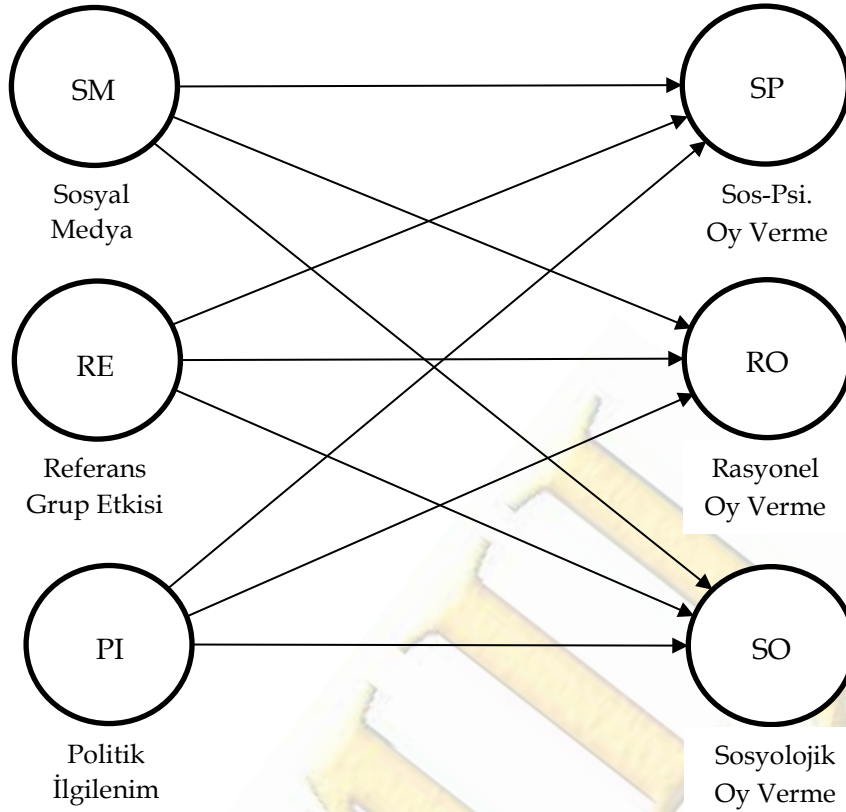 SM
Sosyal
Medya
SP
Sos-Psi.
Oy Verme
RE
Referans
Grup Etkisi
RO
Rasyonel
Oy Verme
PI
Politik
İlgilenim
SO
Sosyolojik
Oy Verme